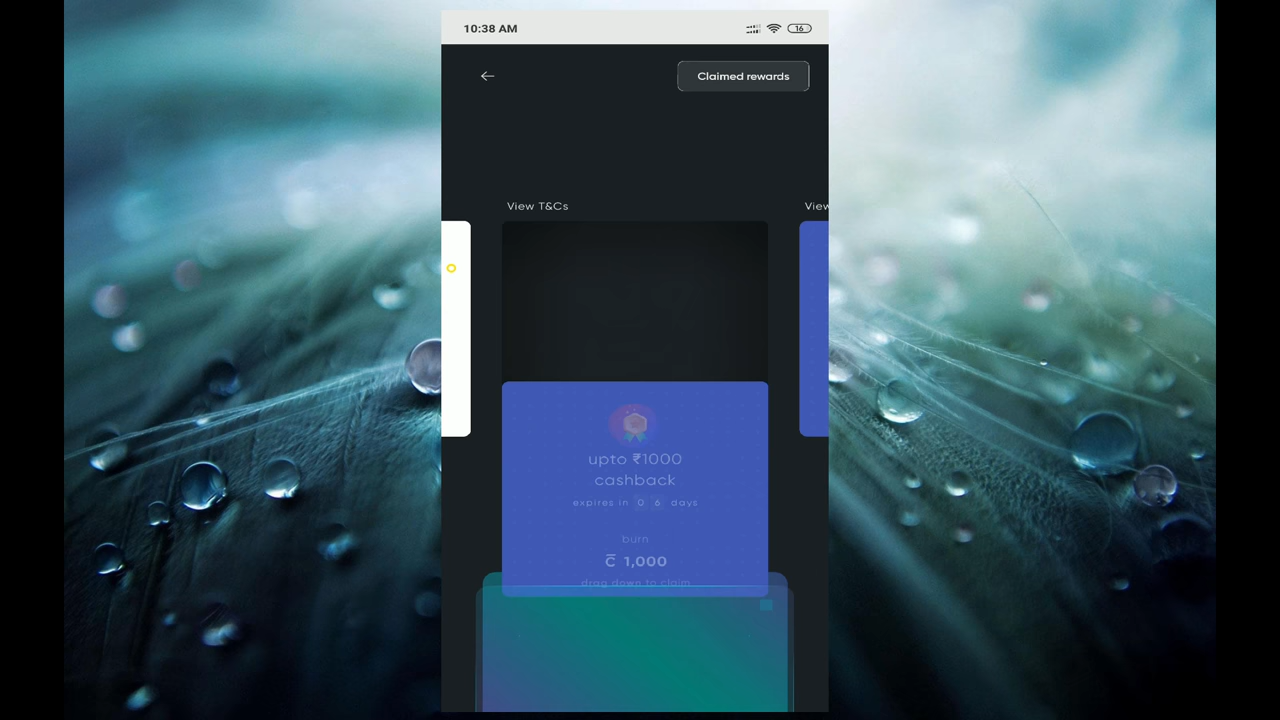 10:38 AM
16
Claimed rewards
View T&Cs
View
upto ₹1000
cashback
expires in 0 6 days
burn
C̅ 1,000
drag down to claim